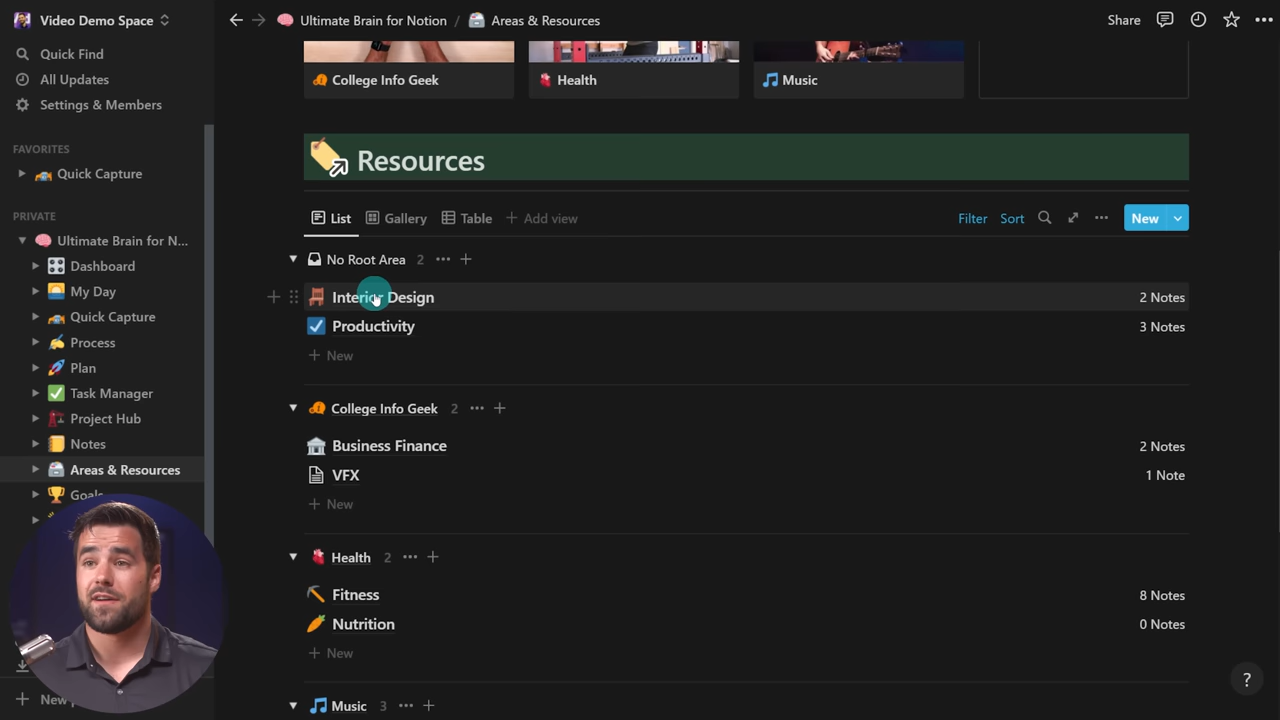 Video Demo Space
Ultimate Brain for Notion / Areas & Resources
Share
Quick Find
All Updates
Settings & Members
FAVORITES
Quick Capture
PRIVATE
Ultimate Brain for N...
Dashboard
My Day
Quick Capture
Process
Plan
Task Manager
Project Hub
Notes
Areas & Resources
Goals
New
College Info Geek
Health
Music
Resources
List
Gallery
Table
+ Add view
Filter
Sort
New
No Root Area 2
Interior Design 2 Notes
Productivity 3 Notes
+ New
College Info Geek 2
Business Finance 2 Notes
VFX 1 Note
+ New
Health 2
Fitness 8 Notes
Nutrition 0 Notes
+ New
Music 3
?